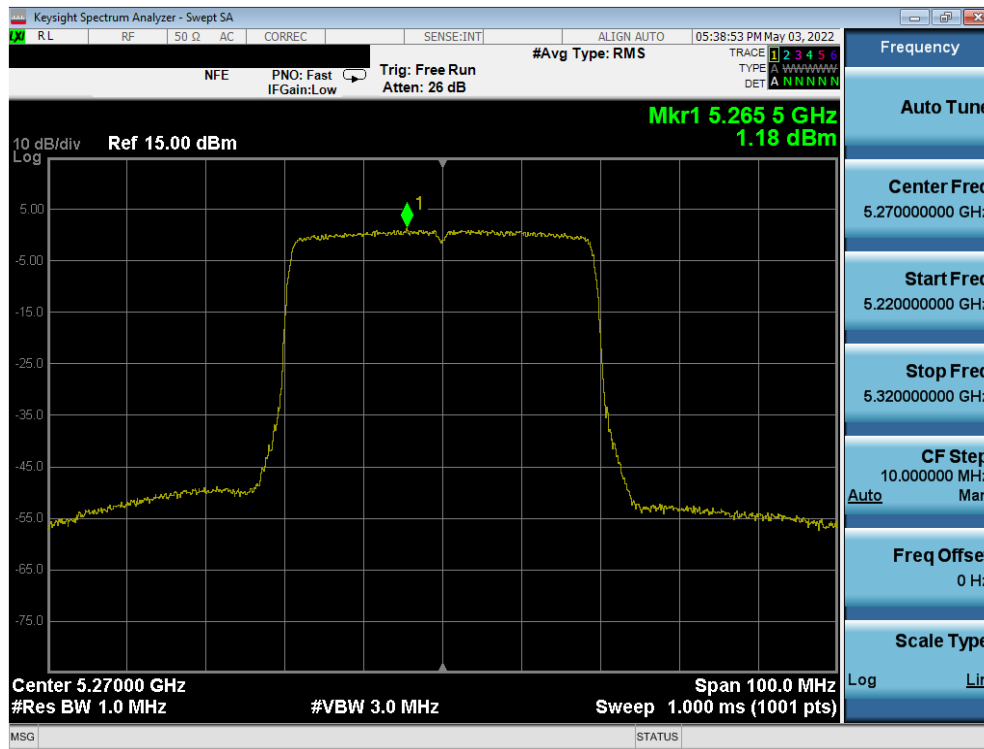 Keysight Spectrum Analyzer - Swept SA
LXI RL RF 50 Ω AC CORREC SENSE:INT ALIGN AUTO 05:38:53 PM May 03, 2022
#Avg Type: RMS
TRACE 1 2 3 4 5 6
NFE PNO: Fast Trig: Free Run TYPE A WWWWW
IFGain:Low Atten: 26 dB DET A N N N N N
Mkr1 5.265 5 GHz
1.18 dBm
10 dB/div Ref 15.00 dBm
Log
1
5.00
-5.00
-15.0
-25.0
-35.0
-45.0
-55.0
-65.0
-75.0
Center 5.27000 GHz Span 100.0 MHz
#Res BW 1.0 MHz #VBW 3.0 MHz Sweep 1.000 ms (1001 pts)
MSG STATUS
Frequency
Auto Tune
Center Freq
5.270000000 GHz
Start Freq
5.220000000 GHz
Stop Freq
5.320000000 GHz
CF Step
10.000000 MHz
Auto Man
Freq Offset
0 Hz
Scale Type
Log Lin